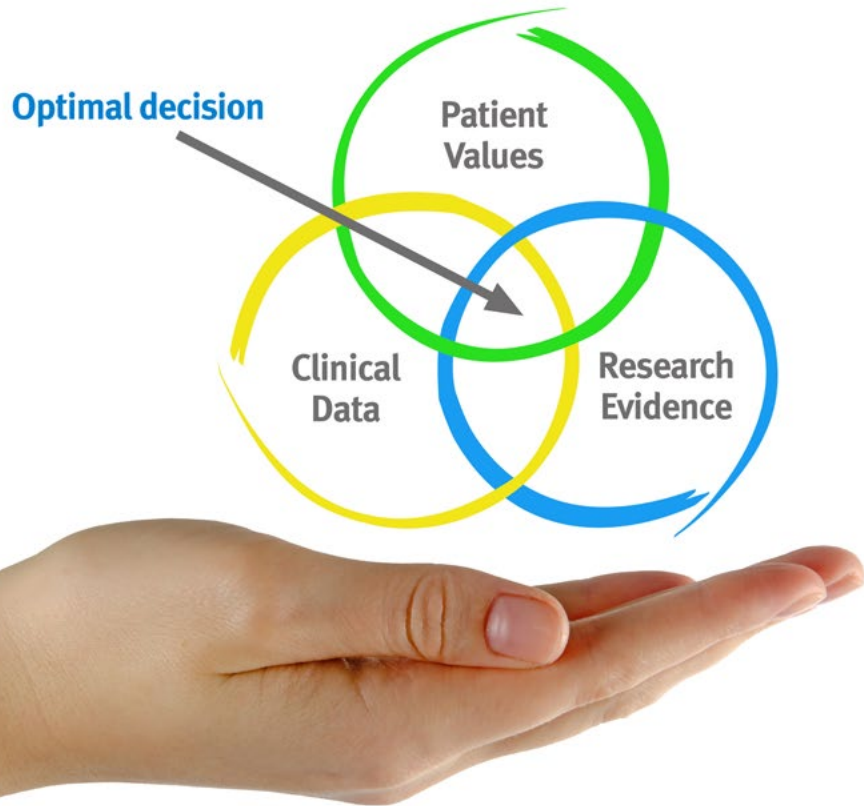 Optimal decision
Patient
Values
Clinical
Data
Research
Evidence